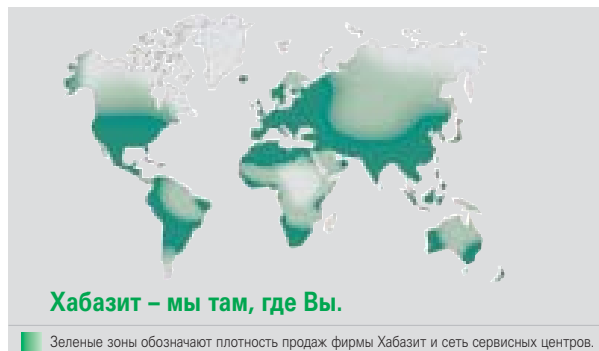 Хабазит – мы там, где Вы.
Зеленые зоны обозначают плотность продаж фирмы Хабазит и сеть сервисных центров.